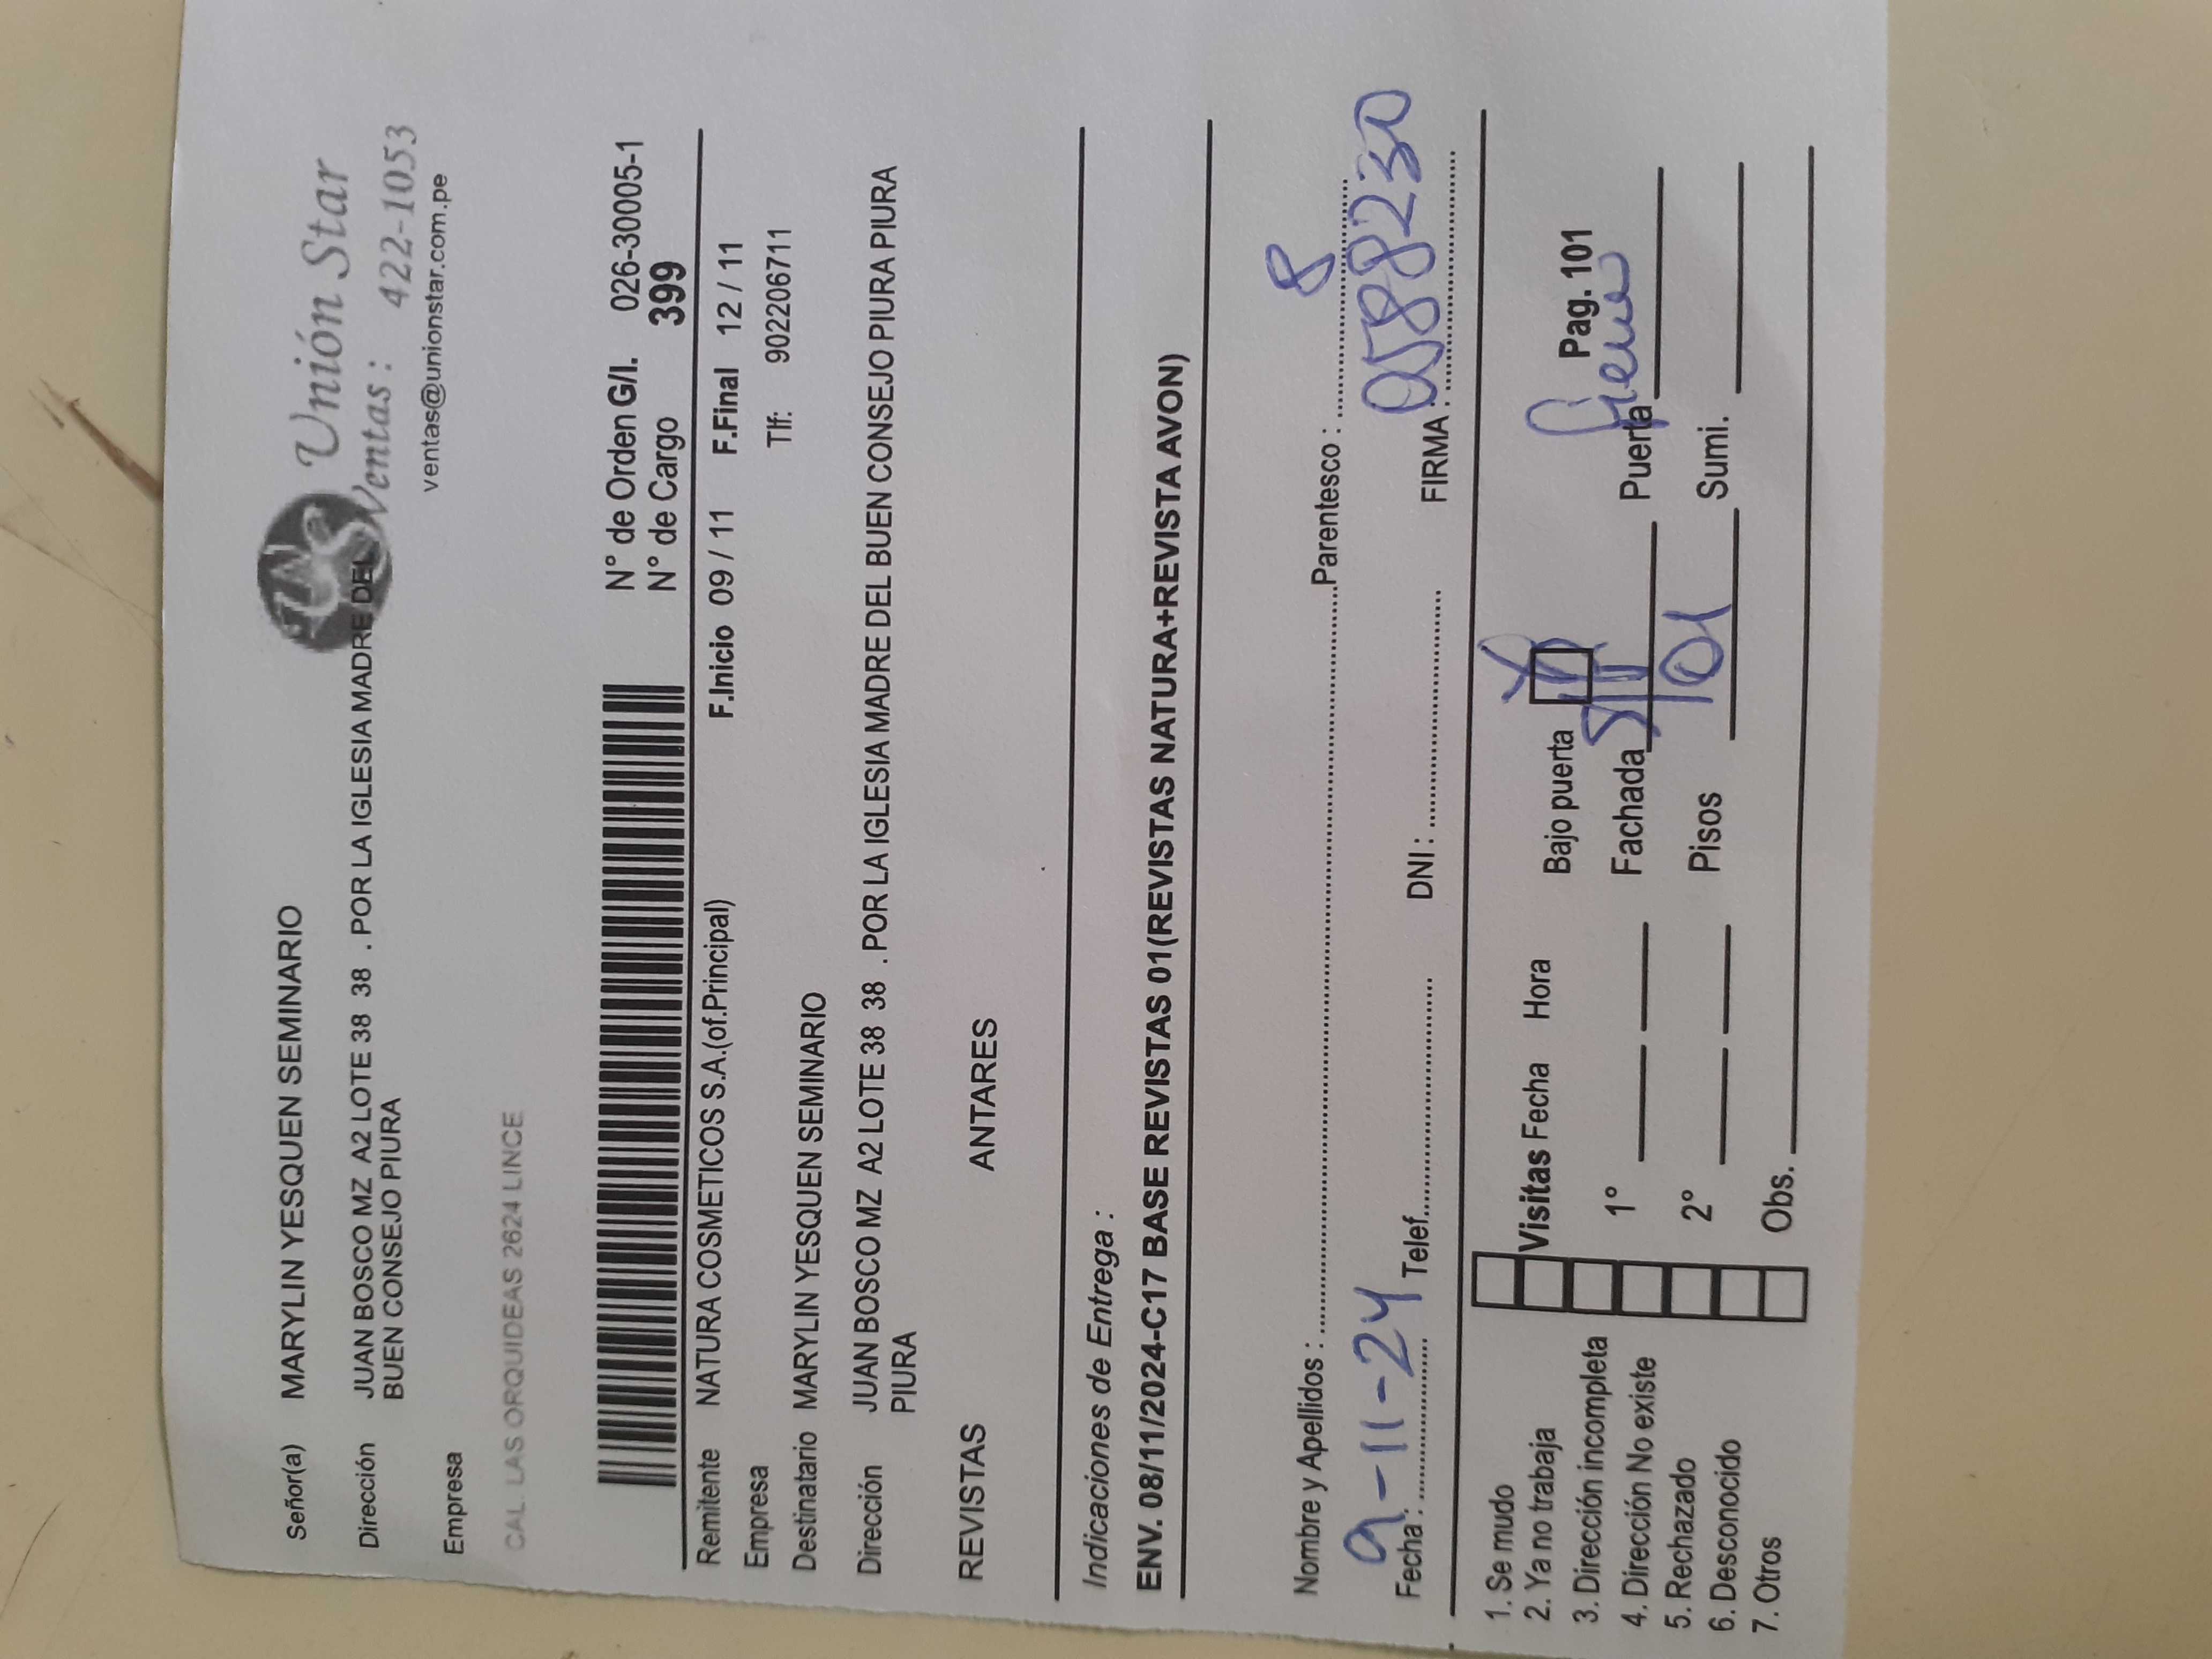 Unión Star
Ventas : 422-1053
ventas@unionstar.com.pe
Señor(a) MARYLIN YESQUEN SEMINARIO
Dirección JUAN BOSCO MZ A2 LOTE 38 38 . POR LA IGLESIA MADRE DEL
BUEN CONSEJO PIURA
Empresa
CAL. LAS ORQUIDEAS 2624 LINCE
N° de Orden G/I. 026-30005-1
N° de Cargo 399
Remitente NATURA COSMETICOS S.A.(of.Principal) F.Inicio 09 / 11 F.Final 12 / 11
Empresa Tlf: 902206711
Destinatario MARYLIN YESQUEN SEMINARIO
Dirección JUAN BOSCO MZ A2 LOTE 38 38 . POR LA IGLESIA MADRE DEL BUEN CONSEJO PIURA PIURA
PIURA
REVISTAS ANTARES
Indicaciones de Entrega :
ENV. 08/11/2024-C17 BASE REVISTAS 01(REVISTAS NATURA+REVISTA AVON)
8
Nombre y Apellidos : Parentesco :
9-11-24 0588230
Fecha : Telef. DNI : FIRMA :
1. Se mudo
2. Ya no trabaja
3. Dirección incompleta
4. Dirección No existe
5. Rechazado
6. Desconocido
7. Otros
Visitas Fecha Hora
1°
2°
Obs.
Bajo puerta X Pag. 101
Fachada Puerta
Pisos 01 Sumi.